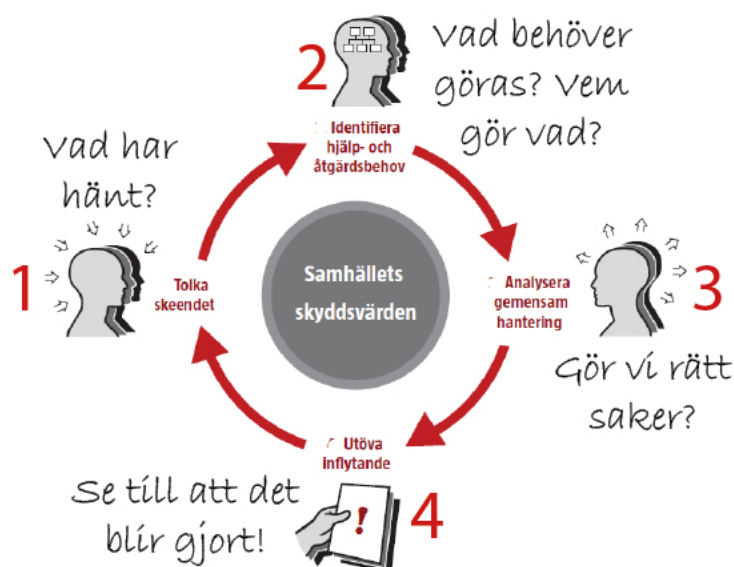 1
Vad har
hänt?
Tolka
skeendet
2
Vad behöver
göras? Vem
gör vad?
Identifiera
hjälp- och
åtgärdsbehov
3
Analysera
gemensam
hantering
Gör vi rätt
saker?
4
Utöva
inflytande
Se till att det
blir gjort!
!
Samhällets
skyddsvärden